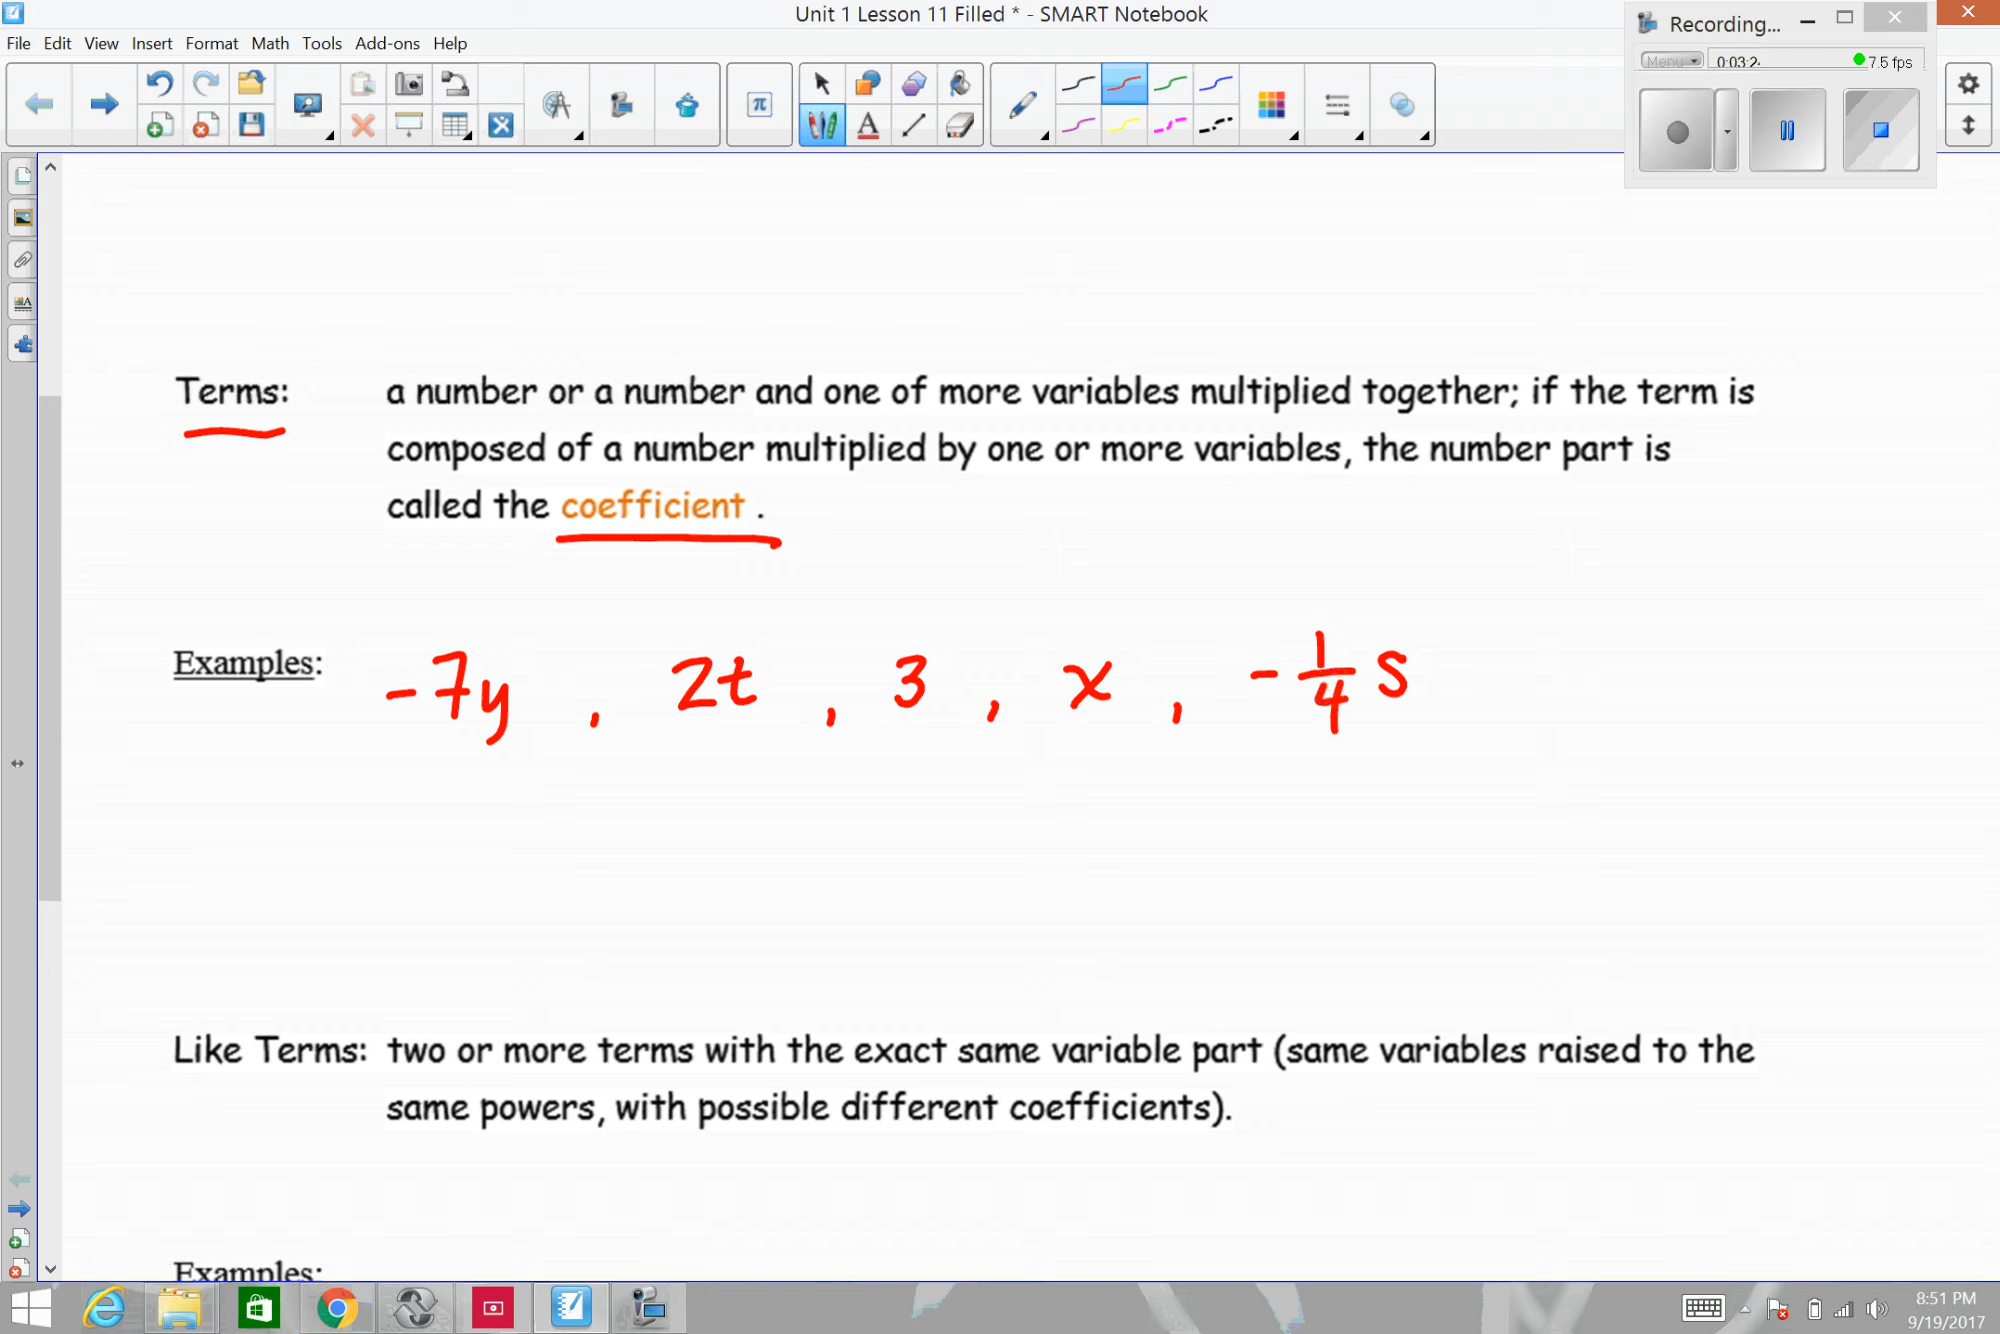 Unit 1 Lesson 11 Filled * - SMART Notebook
Recording...
File Edit View Insert Format Math Tools Add-ons Help
Menu 0:03:2 7.5 fps
Terms: a number or a number and one of more variables multiplied together; if the term is
composed of a number multiplied by one or more variables, the number part is
called the coefficient .
Examples: -7y , 2t , 3 , x , -1/4 s
Like Terms: two or more terms with the exact same variable part (same variables raised to the
same powers, with possible different coefficients).
Examples:
8:51 PM
9/19/2017